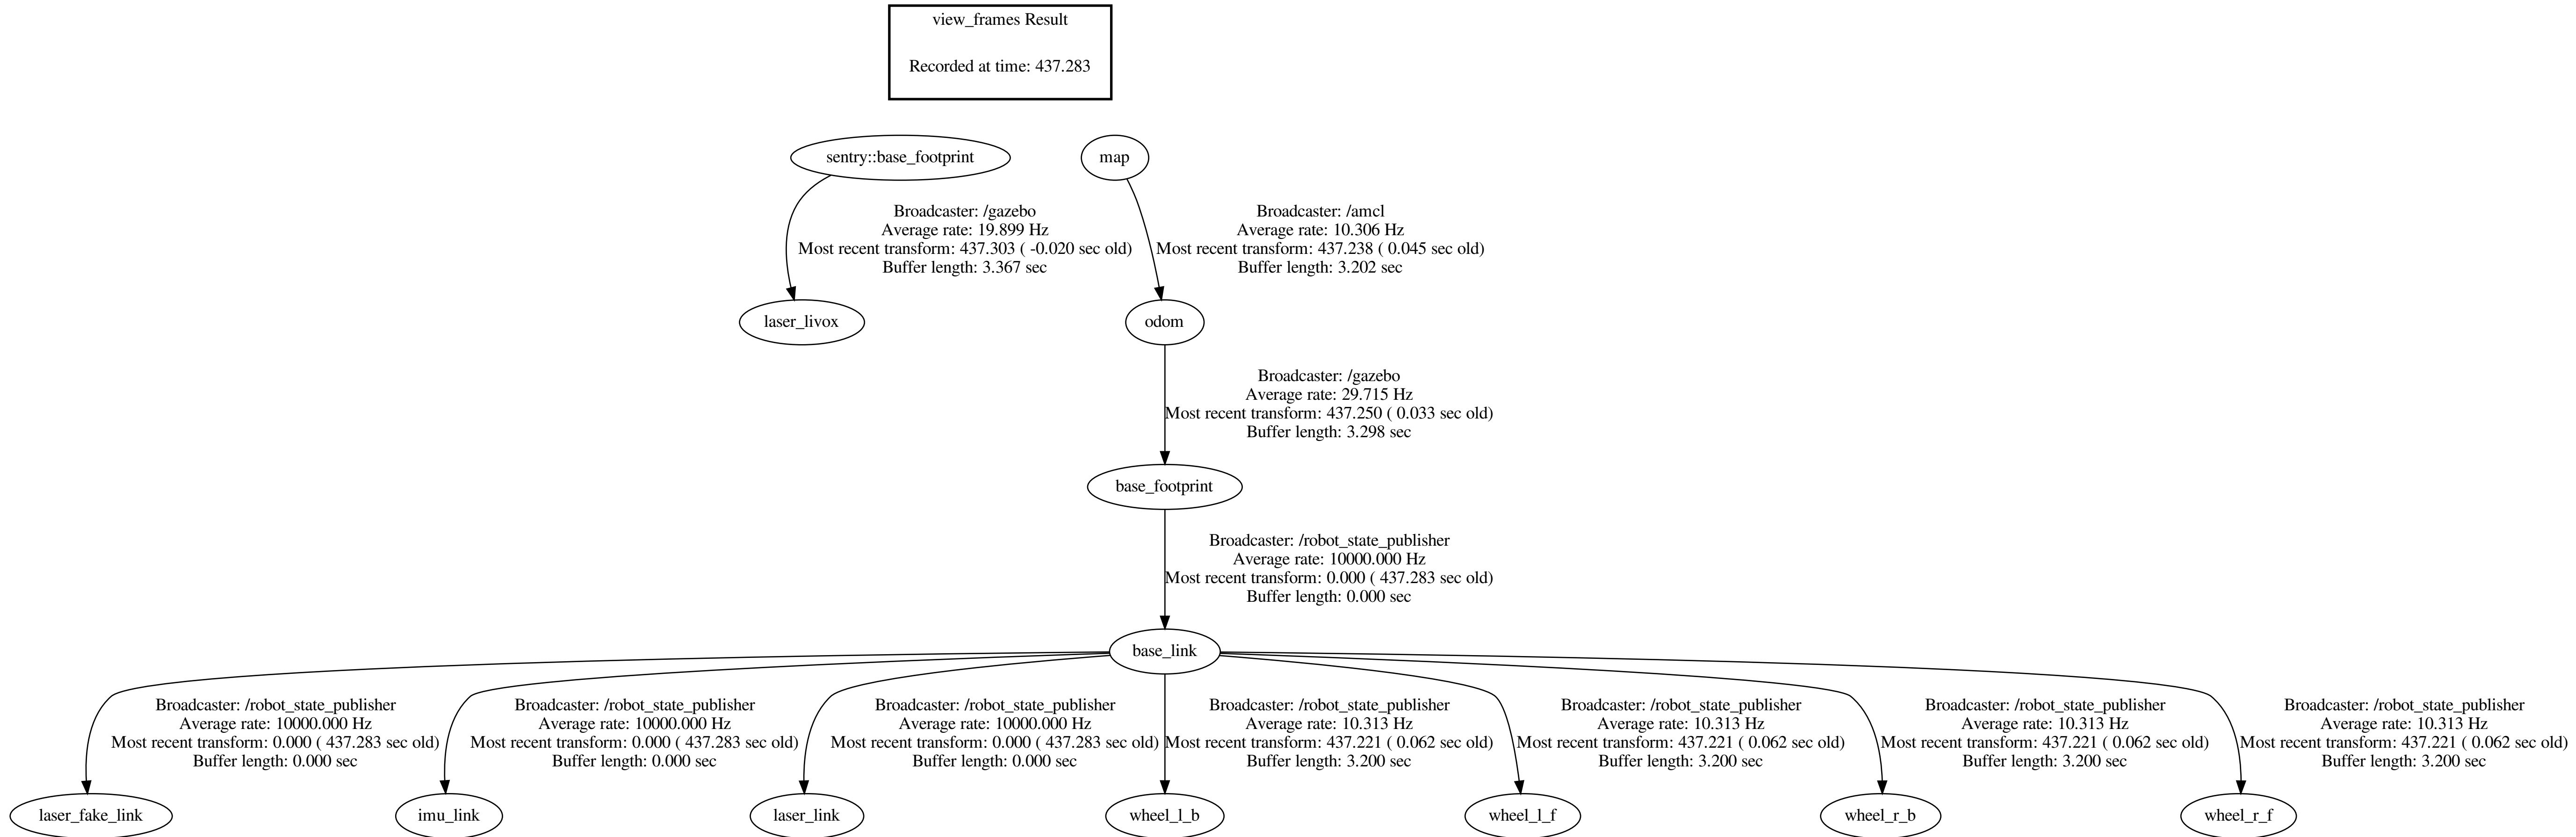 view_frames Result
Recorded at time: 437.283
sentry::base_footprint
map
Broadcaster: /gazebo
Average rate: 19.899 Hz
Most recent transform: 437.303 ( -0.020 sec old)
Buffer length: 3.367 sec
Broadcaster: /amcl
Average rate: 10.306 Hz
Most recent transform: 437.238 ( 0.045 sec old)
Buffer length: 3.202 sec
laser_livox
odom
Broadcaster: /gazebo
Average rate: 29.715 Hz
Most recent transform: 437.250 ( 0.033 sec old)
Buffer length: 3.298 sec
base_footprint
Broadcaster: /robot_state_publisher
Average rate: 10000.000 Hz
Most recent transform: 0.000 ( 437.283 sec old)
Buffer length: 0.000 sec
base_link
Broadcaster: /robot_state_publisher
Average rate: 10000.000 Hz
Most recent transform: 0.000 ( 437.283 sec old)
Buffer length: 0.000 sec
Broadcaster: /robot_state_publisher
Average rate: 10000.000 Hz
Most recent transform: 0.000 ( 437.283 sec old)
Buffer length: 0.000 sec
Broadcaster: /robot_state_publisher
Average rate: 10000.000 Hz
Most recent transform: 0.000 ( 437.283 sec old)
Buffer length: 0.000 sec
Broadcaster: /robot_state_publisher
Average rate: 10.313 Hz
Most recent transform: 437.221 ( 0.062 sec old)
Buffer length: 3.200 sec
Broadcaster: /robot_state_publisher
Average rate: 10.313 Hz
Most recent transform: 437.221 ( 0.062 sec old)
Buffer length: 3.200 sec
Broadcaster: /robot_state_publisher
Average rate: 10.313 Hz
Most recent transform: 437.221 ( 0.062 sec old)
Buffer length: 3.200 sec
Broadcaster: /robot_state_publisher
Average rate: 10.313 Hz
Most recent transform: 437.221 ( 0.062 sec old)
Buffer length: 3.200 sec
laser_fake_link
imu_link
laser_link
wheel_l_b
wheel_l_f
wheel_r_b
wheel_r_f